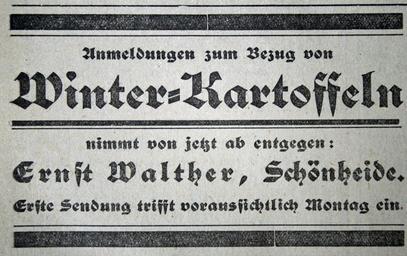 Anmeldungen zum Bezug von
Winter-Kartoffeln
nimmt von jetzt ab entgegen:
Ernst Walther, Schönheide.
Erste Sendung trifft voraussichtlich Montag ein.